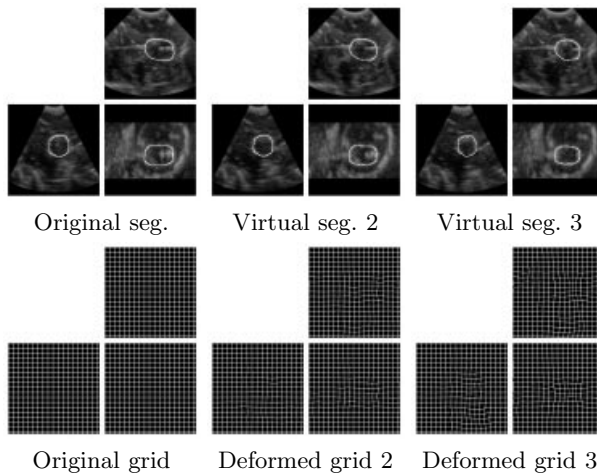 Original seg. Virtual seg. 2 Virtual seg. 3
Original grid Deformed grid 2 Deformed grid 3